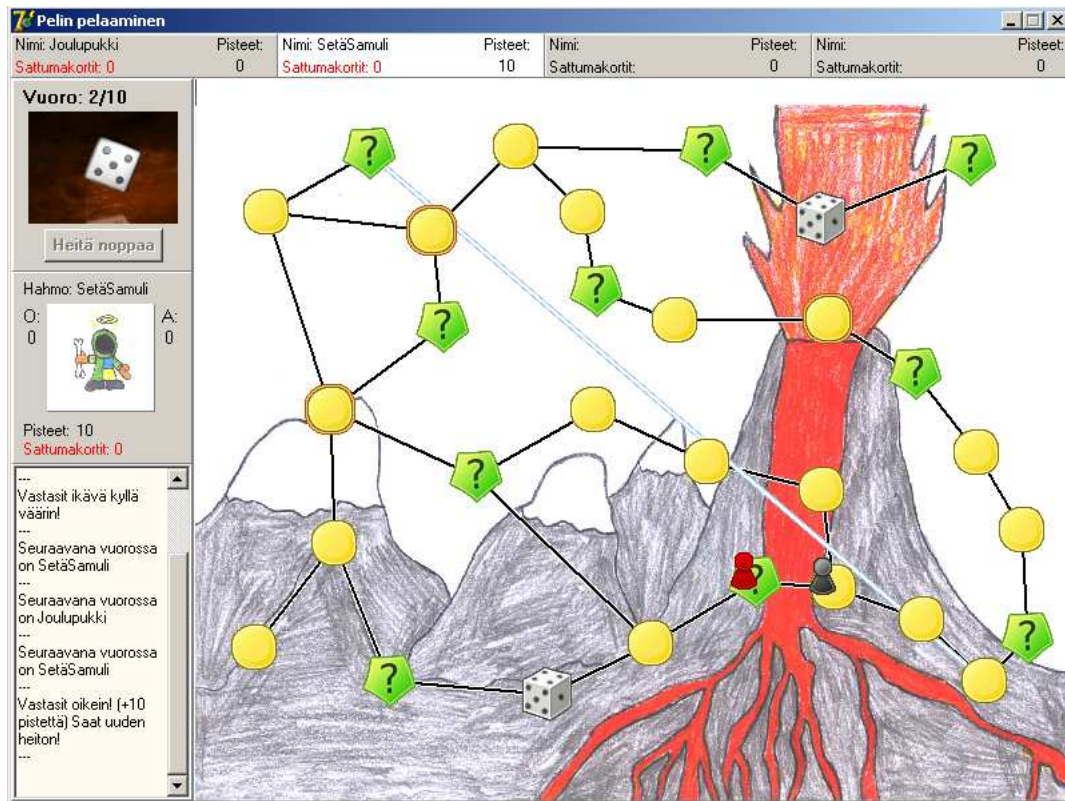 Pelin pelaaminen
Nimi: Joulupukki Pisteet:
Sattumakortit: 0 0
Nimi: SetäSamuli Pisteet:
Sattumakortit: 0 10
Nimi: Pisteet:
Sattumakortit: 0
Nimi: Pisteet:
Sattumakortit: 0
Vuoro: 2/10
Heitä noppaa
Hahmo: SetäSamuli
O: A:
0 0
Pisteet: 10
Sattumakortit: 0
---
Vastasit ikävä kyllä
väärin!
---
Seuraavana vuorossa
on SetäSamuli
---
Seuraavana vuorossa
on Joulupukki
---
Seuraavana vuorossa
on SetäSamuli
---
Vastasit oikein! (+10
pistettä) Saat uuden
heiton!
---
?
?
?
?
?
?
?
?
?
?